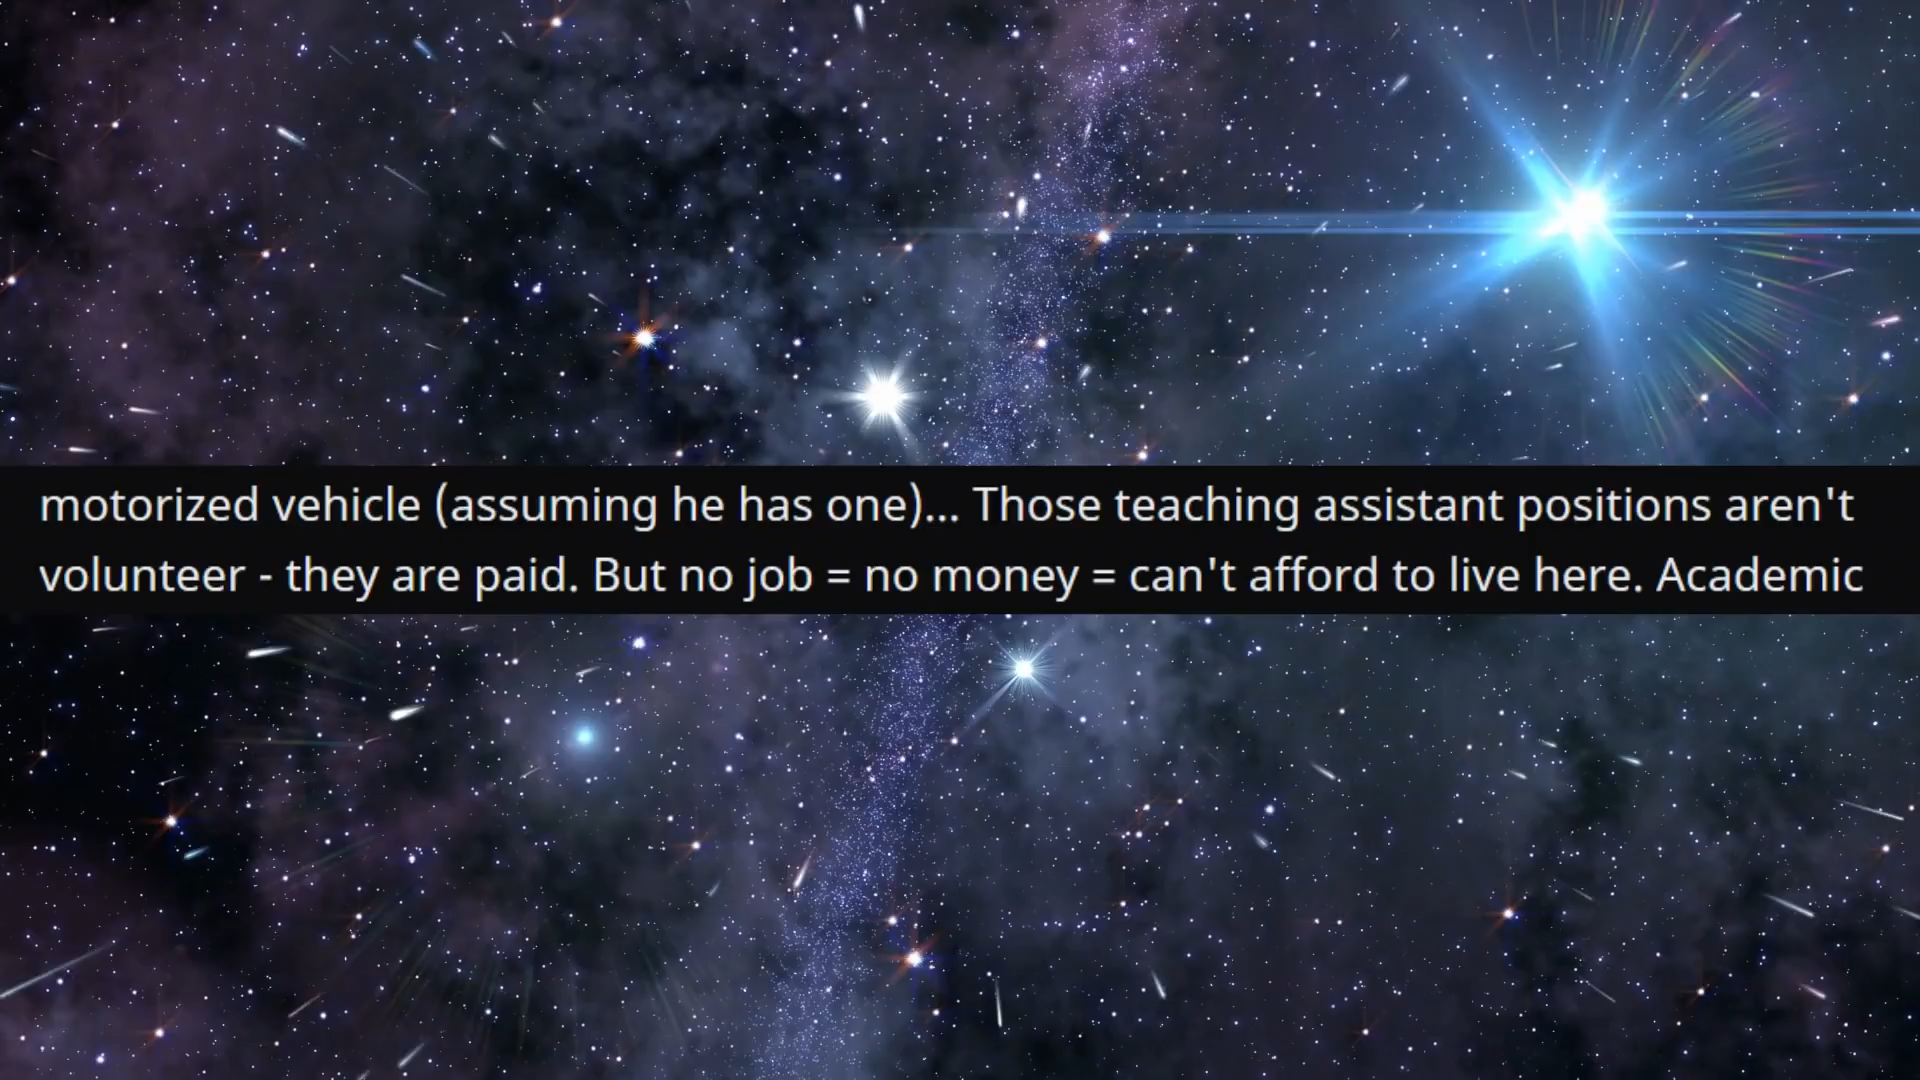 motorized vehicle (assuming he has one)... Those teaching assistant positions aren't
volunteer - they are paid. But no job = no money = can't afford to live here. Academic